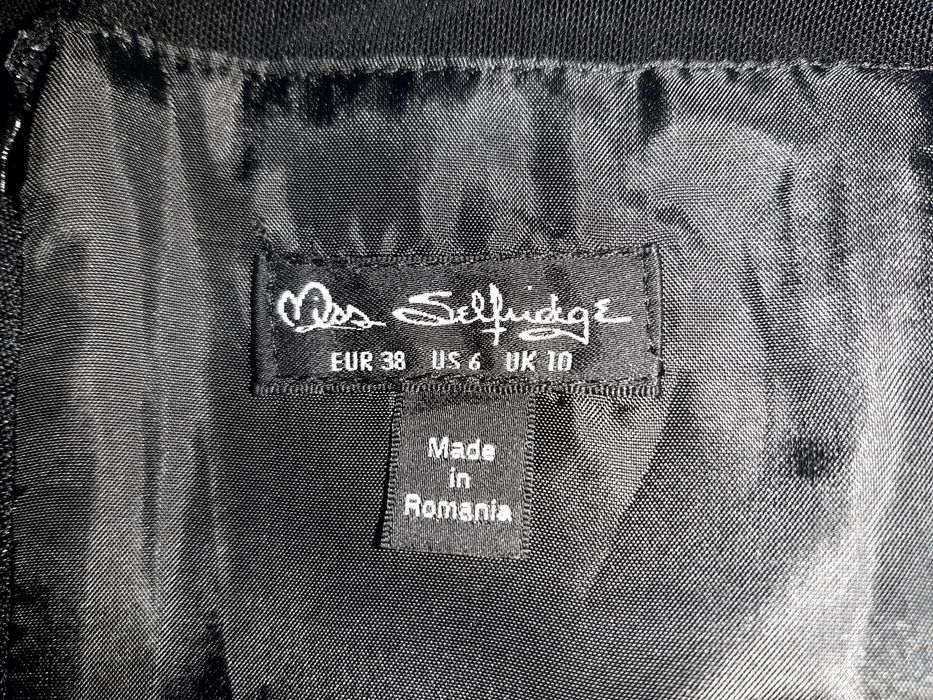 Miss Selfridge
EUR 38 US 6 UK 10
Made
in
Romania